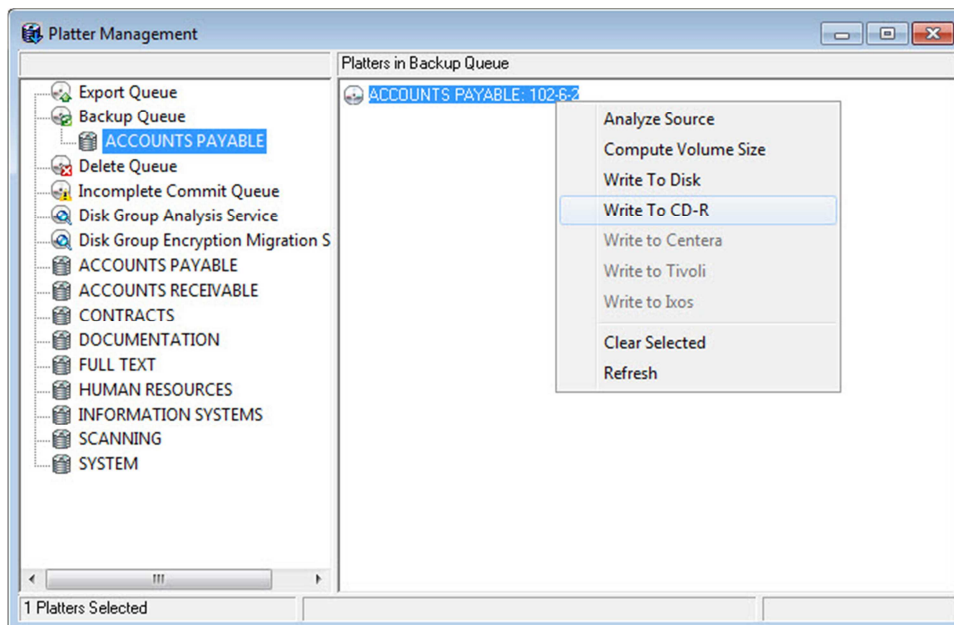 Platter Management
Platters in Backup Queue
Export Queue
Backup Queue
ACCOUNTS PAYABLE
Delete Queue
Incomplete Commit Queue
Disk Group Analysis Service
Disk Group Encryption Migration S
ACCOUNTS PAYABLE
ACCOUNTS RECEIVABLE
CONTRACTS
DOCUMENTATION
FULL TEXT
HUMAN RESOURCES
INFORMATION SYSTEMS
SCANNING
SYSTEM
ACCOUNTS PAYABLE: 102-6-2
Analyze Source
Compute Volume Size
Write To Disk
Write To CD-R
Write to Centera
Write to Tivoli
Write to Ixos
Clear Selected
Refresh
1 Platters Selected